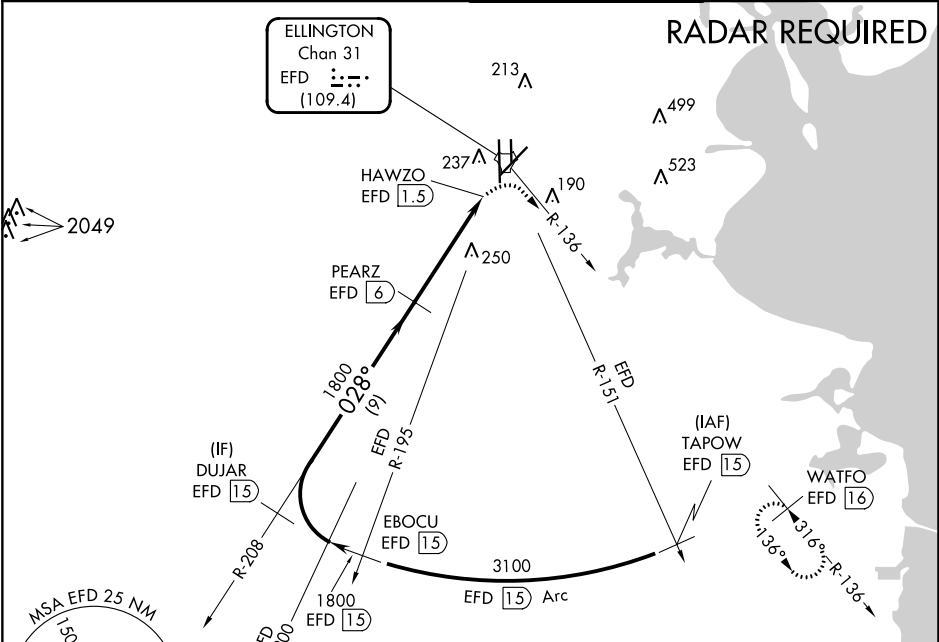 RADAR REQUIRED
ELLINGTON
Chan 31
EFD
(109.4)
213
499
237
HAWZO
EFD 1.5
190
523
R-136
2049
250
PEARZ
EFD 6
1800
028°
(9)
EFD
R-195
EFD
R-151
(IF)
DUJAR
EFD 15
(IAF)
TAPOW
EFD 15
WATFO
EFD 16
EBOCU
EFD 15
316°
136°
R-136
R-208
3100
EFD 15 Arc
1800
EFD 15
MSA EFD 25 NM
150
EFD
00